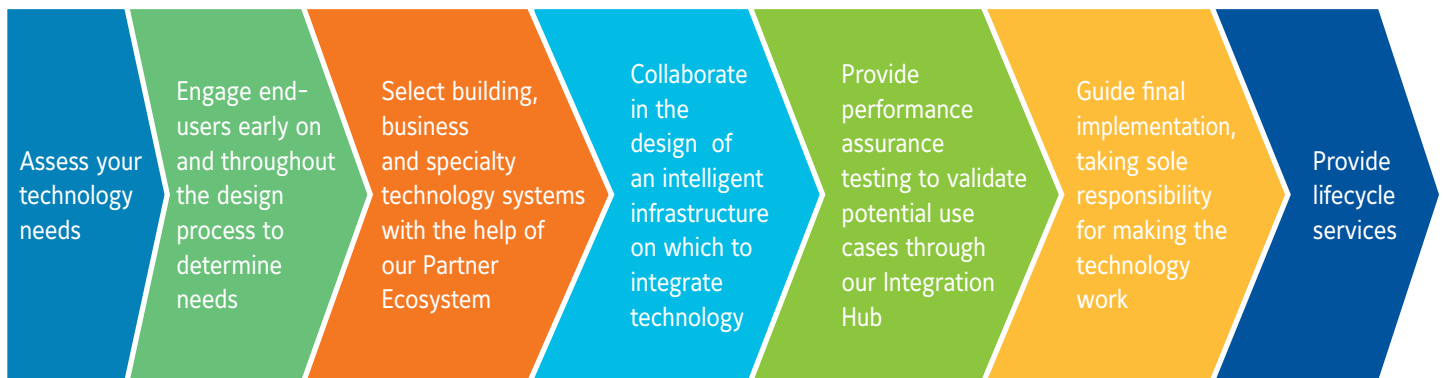 Assess your
technology
needs
Engage end-
users early on
and throughout
the design
process to
determine
needs
Select building,
business
and specialty
technology systems
with the help of
our Partner
Ecosystem
Collaborate
in the
design of
an intelligent
infrastructure
on which to
integrate
technology
Provide
performance
assurance
testing to validate
potential use
cases through
our Integration
Hub
Guide final
implementation,
taking sole
responsibility
for making the
technology
work
Provide
lifecycle
services